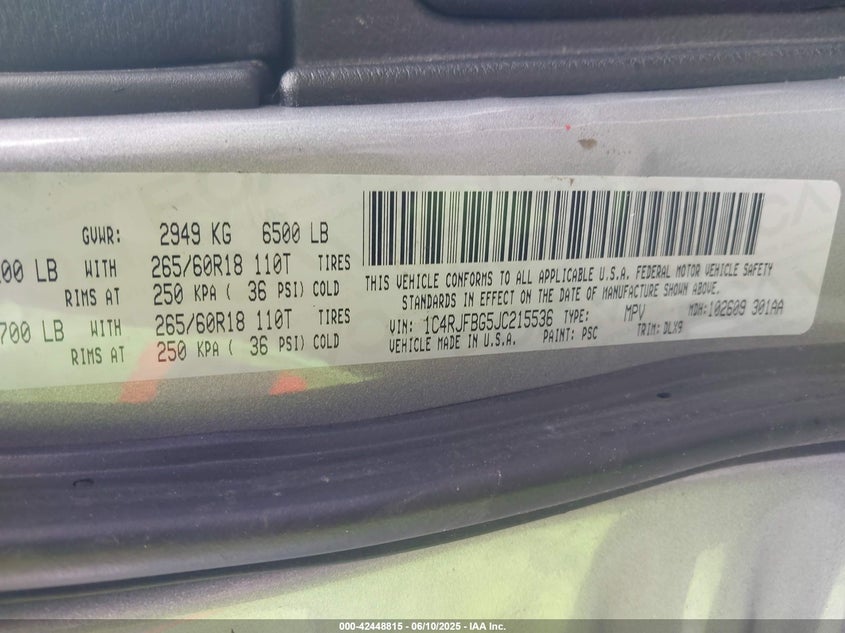 GVWR: 2949 KG 6500 LB
00 LB WITH 265/60R18 110T TIRES
RIMS AT 250 KPA ( 36 PSI) COLD
700 LB WITH 265/60R18 110T TIRES
RIMS AT 250 KPA ( 36 PSI) COLD
THIS VEHICLE CONFORMS TO ALL APPLICABLE U.S.A. FEDERAL MOTOR VEHICLE SAFETY
STANDARDS IN EFFECT ON THE DATE OF MANUFACTURE SHOWN ABOVE.
VIN: 1C4RJFBG5JC215536 TYPE: MPV MDH:102609 301AA
VEHICLE MADE IN U.S.A. PAINT: PSC TRIM: DLX9
000-42448815 - 06/10/2025 - IAA Inc.